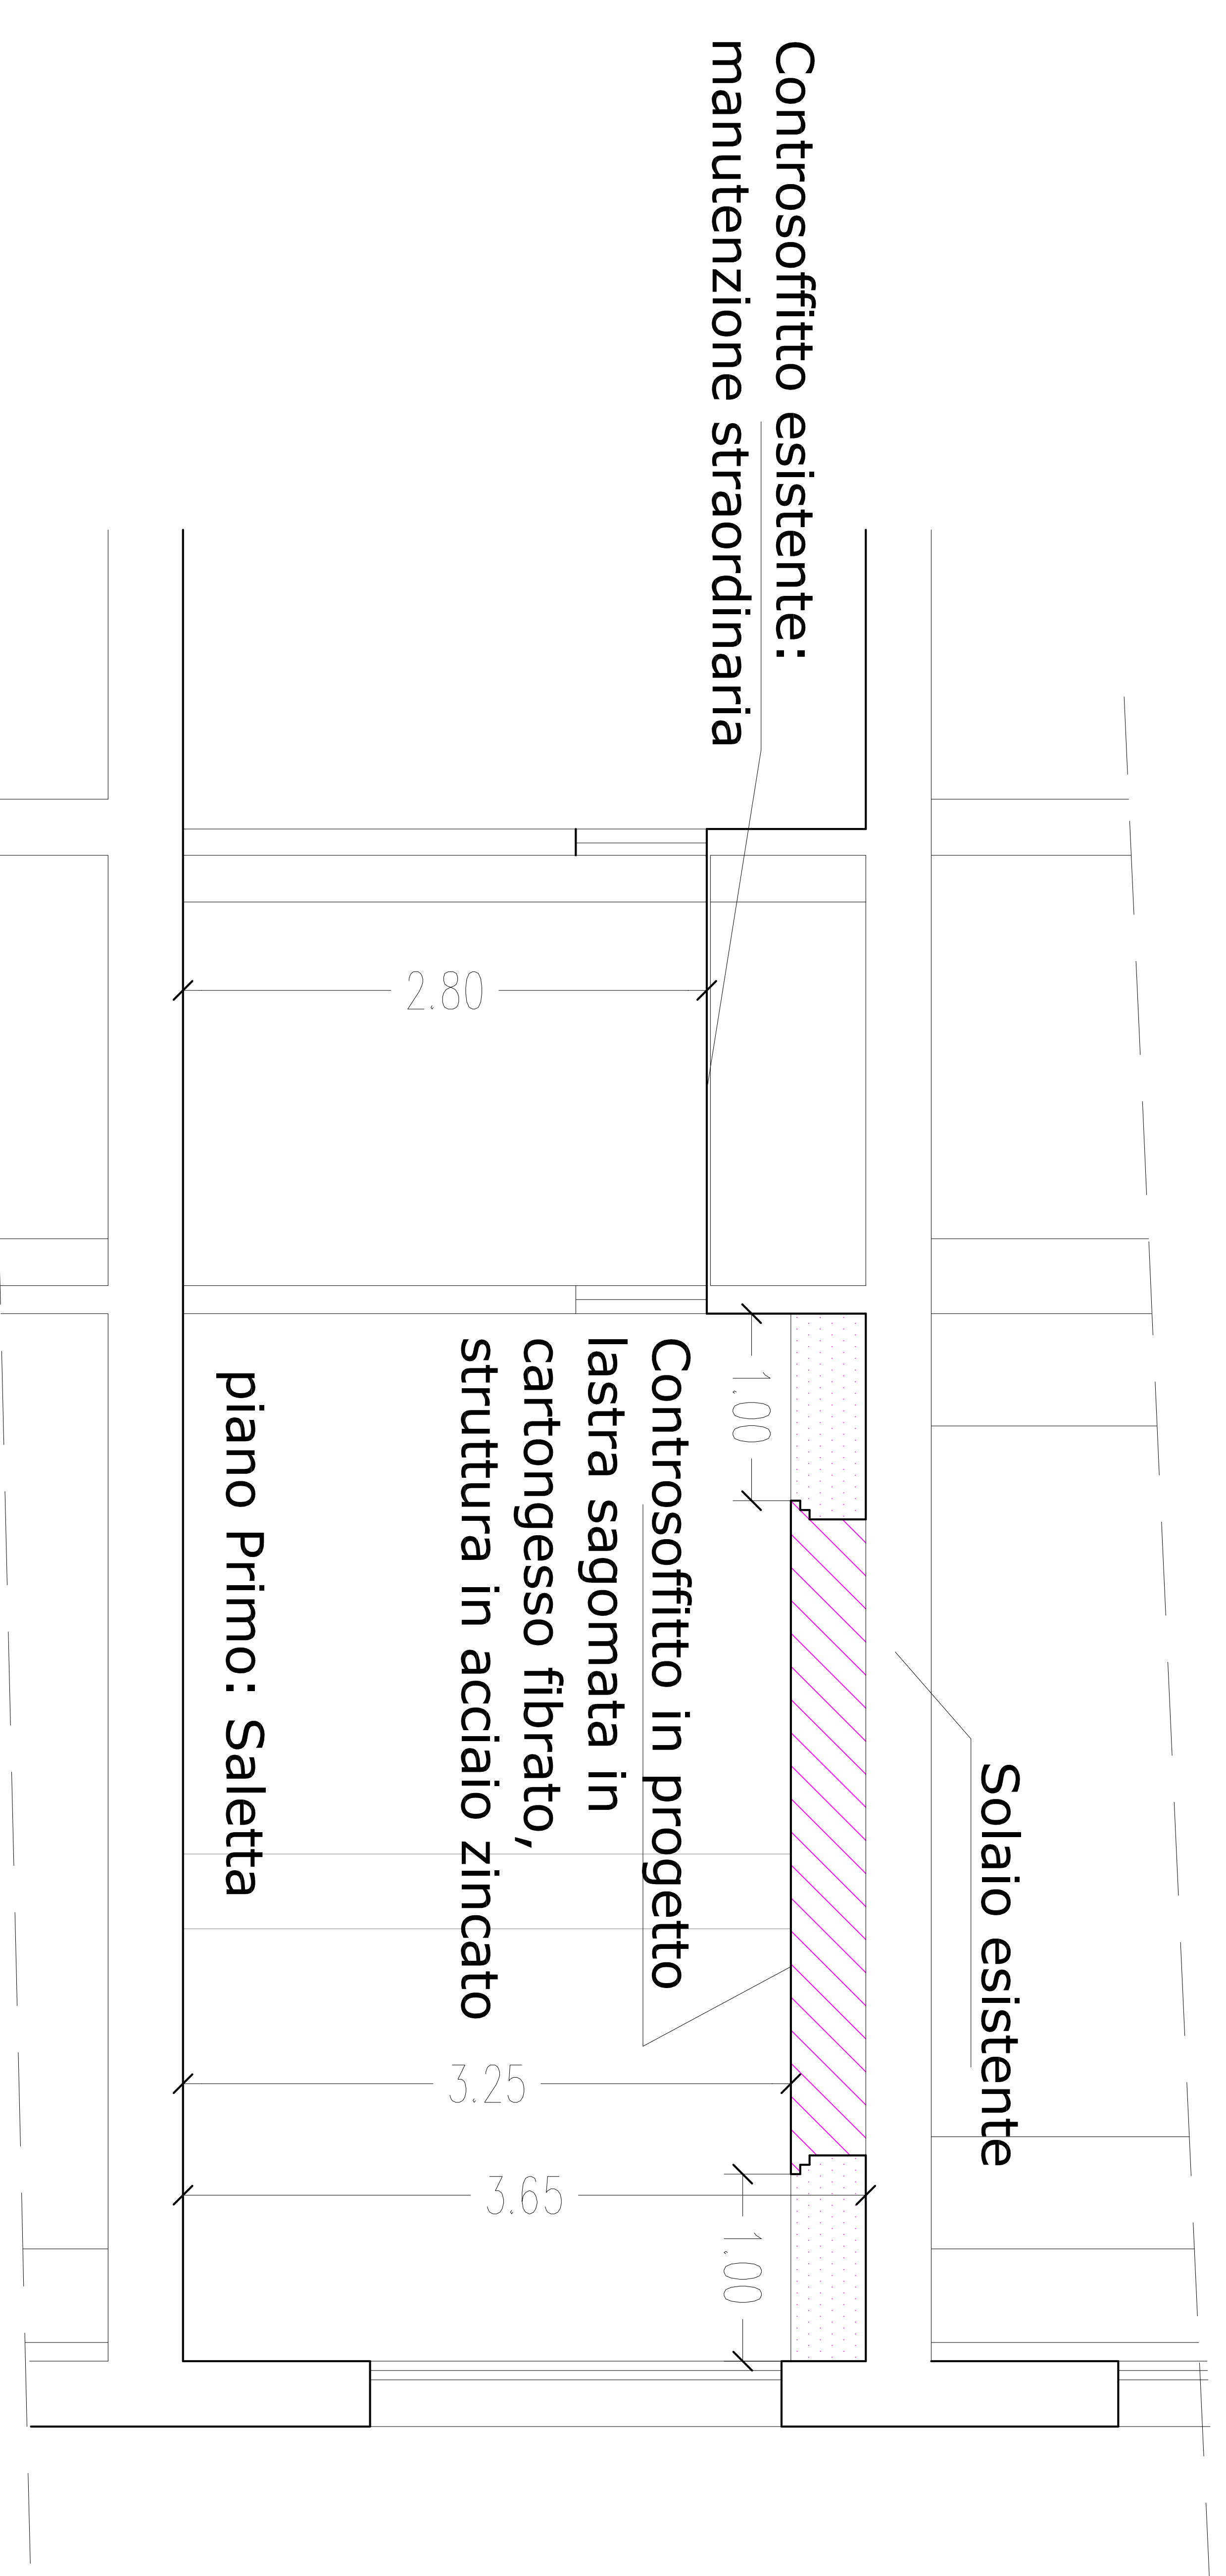 Controsoffitto esistente:
manutenzione straordinaria
Solaio esistente
2.80
1.00
Controsoffitto in progetto
lastra sagomata in
cartongesso fibrato,
struttura in acciaio zincato
piano Primo: Saletta
3.25
3.65
1.00